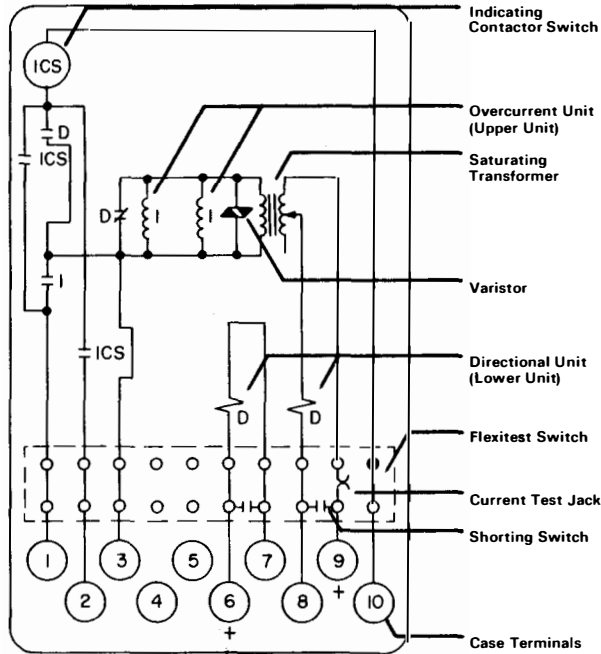 Indicating
Contactor Switch
ICS
D
ICS
Overcurrent Unit
(Upper Unit)
Saturating
Transformer
D
I
I
I
Varistor
ICS
Directional Unit
(Lower Unit)
D
D
Flexitest Switch
Current Test Jack
Shorting Switch
1
3
5
7
9
+
2
4
6
+
8
10
Case Terminals